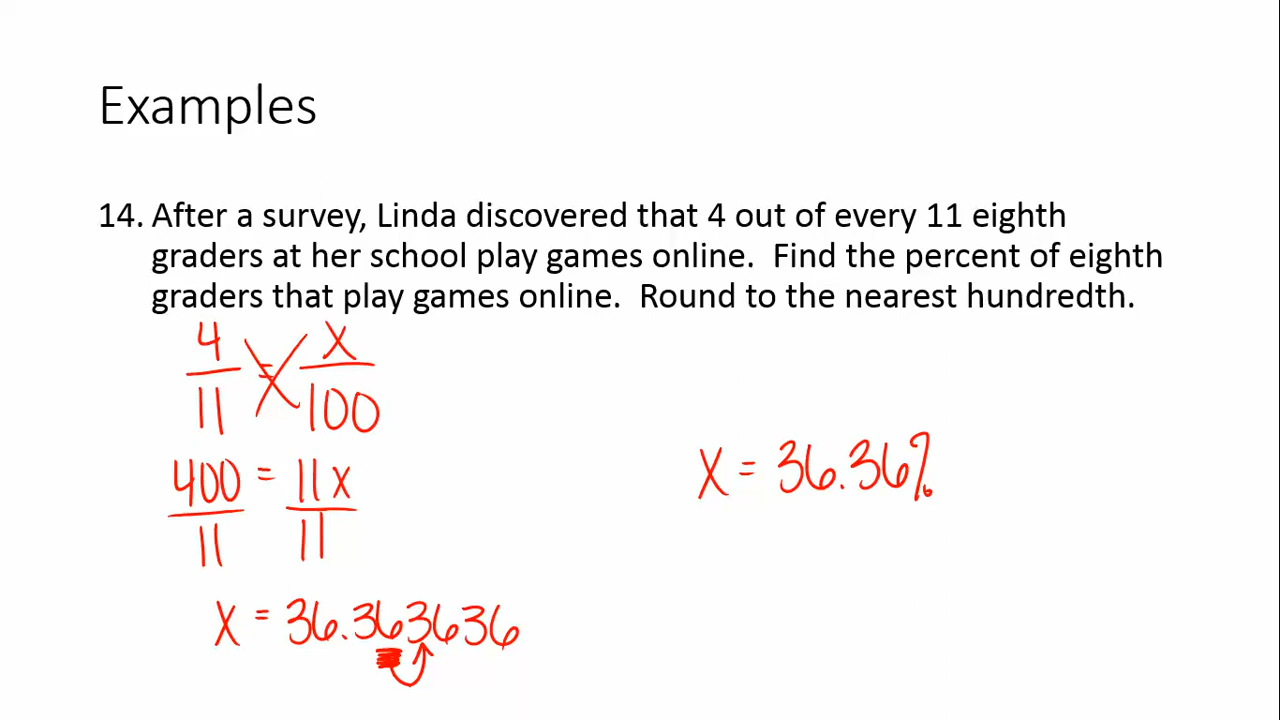 Examples
14. After a survey, Linda discovered that 4 out of every 11 eighth
graders at her school play games online. Find the percent of eighth
graders that play games online. Round to the nearest hundredth.
4/11 = x/100
400/11 = 11x/11
x = 36.363636
x = 36.36%